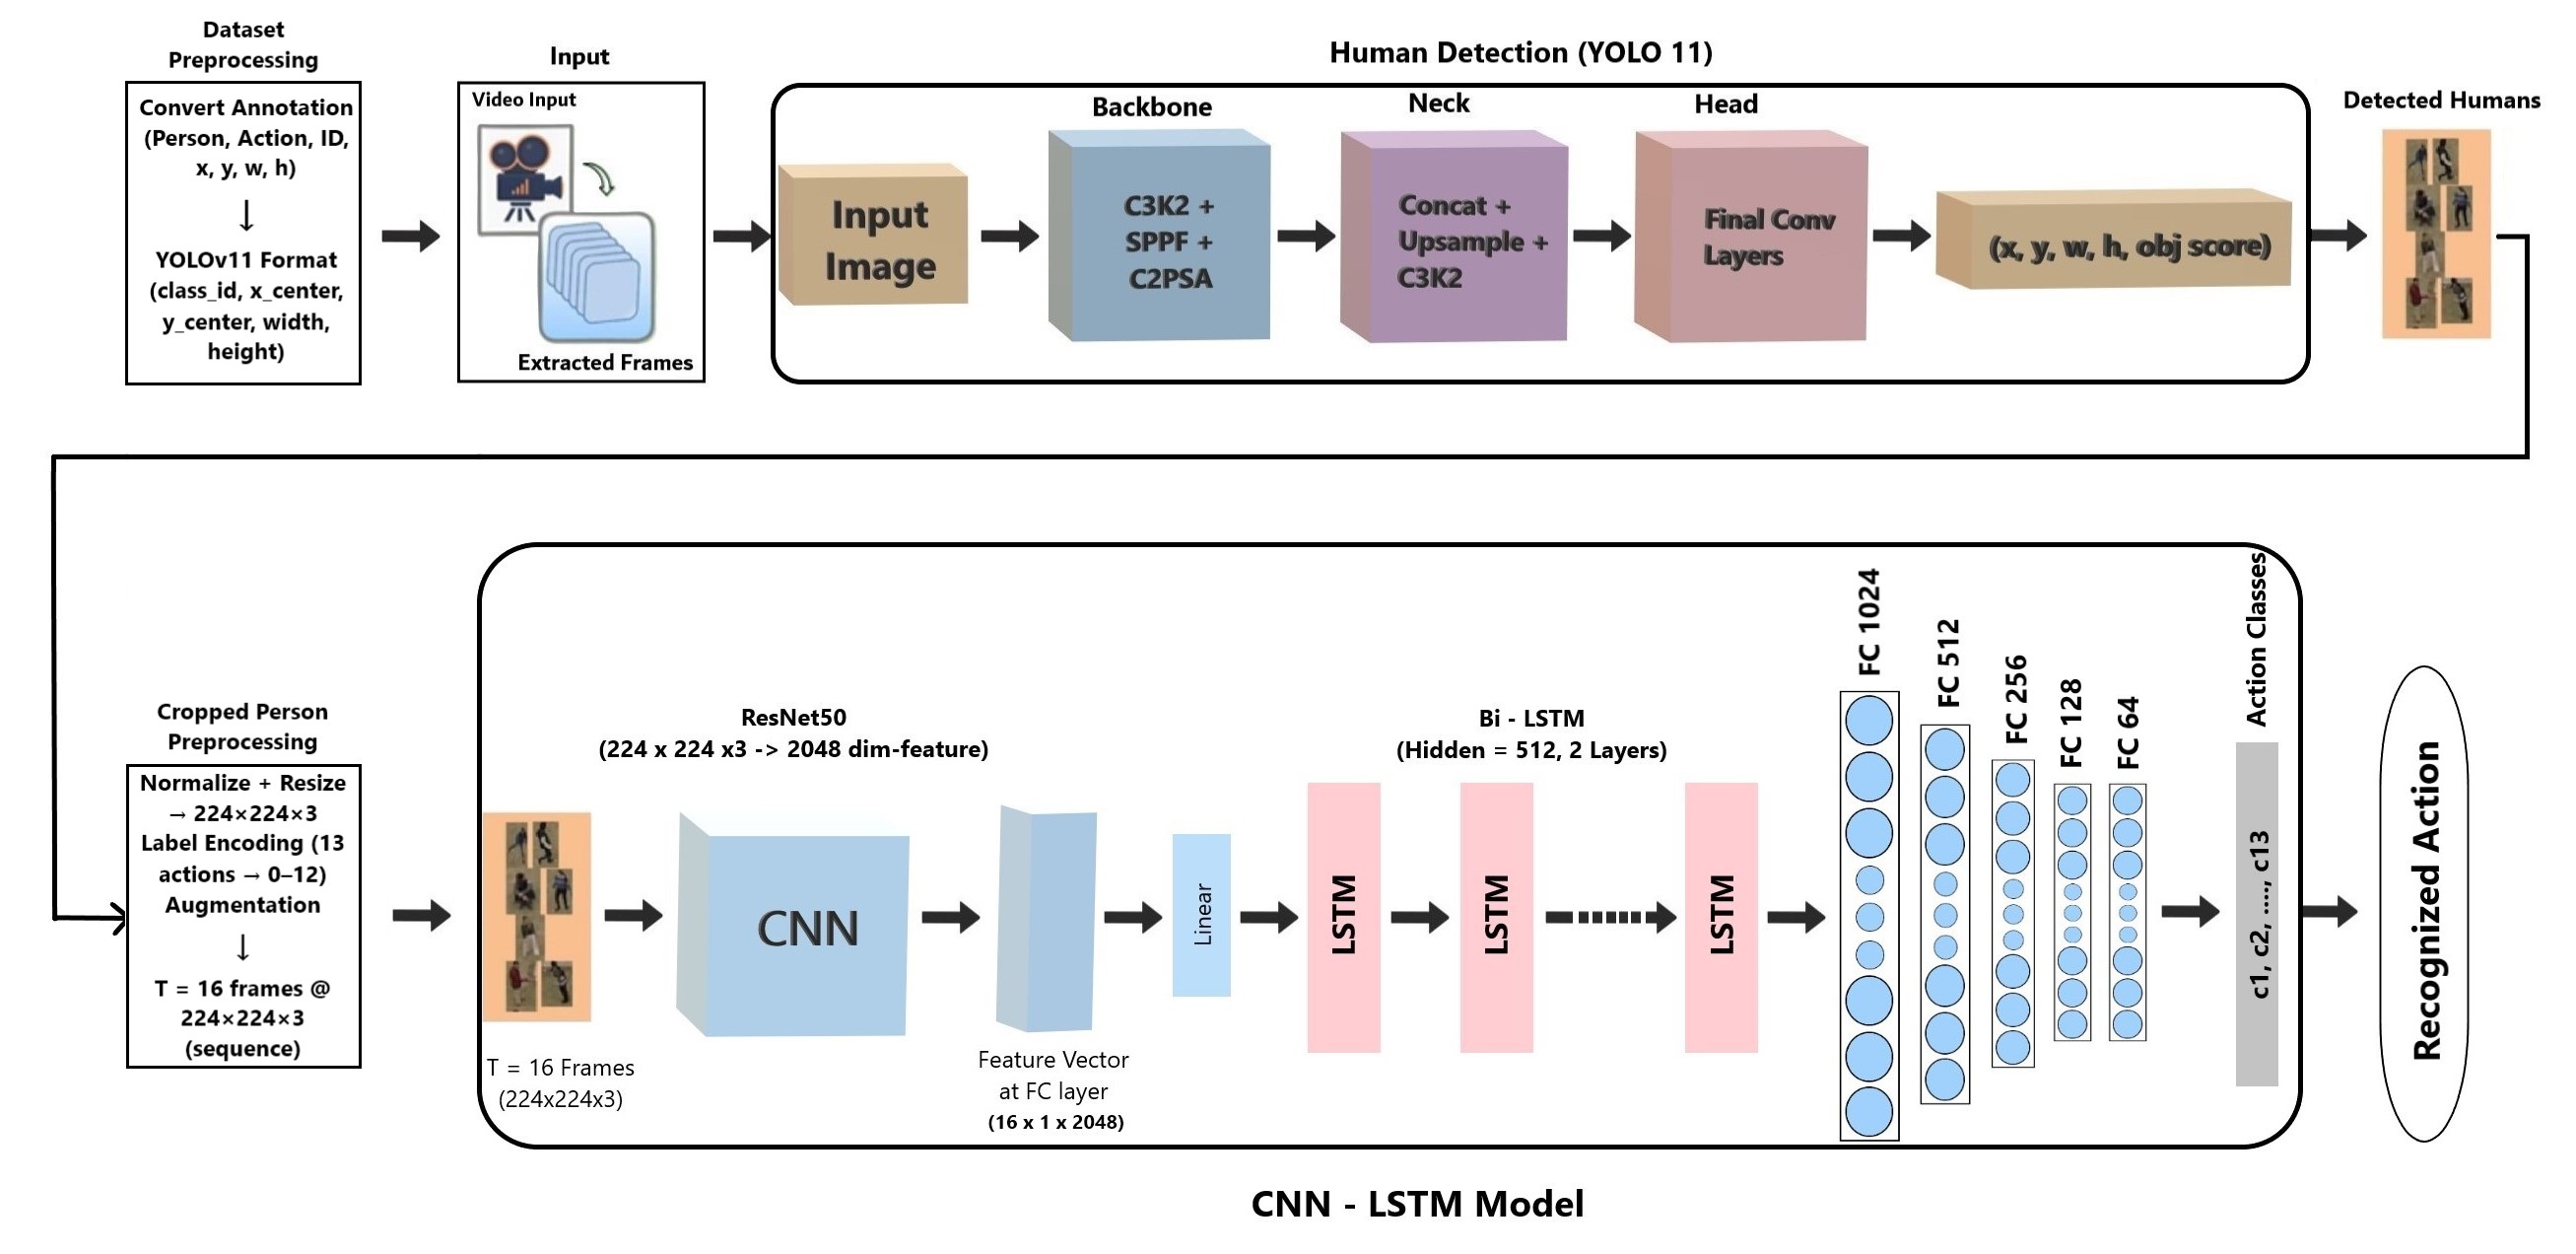 Dataset
Preprocessing
Convert Annotation
(Person, Action, ID,
x, y, w, h)
↓
YOLOv11 Format
(class_id, x_center,
y_center, width,
height)
Input
Video Input
Extracted Frames
Human Detection (YOLO 11)
Input
Image
Backbone
C3K2 +
SPPF +
C2PSA
Neck
Concat +
Upsample +
C3K2
Head
Final Conv
Layers
(x, y, w, h, obj score)
Detected Humans
Cropped Person
Preprocessing
Normalize + Resize
→ 224×224×3
Label Encoding (13
actions → 0–12)
Augmentation
↓
T = 16 frames @
224×224×3
(sequence)
T = 16 Frames
(224x224x3)
ResNet50
(224 x 224 x3 -> 2048 dim-feature)
CNN
Feature Vector
at FC layer
(16 x 1 x 2048)
Linear
Bi - LSTM
(Hidden = 512, 2 Layers)
LSTM
LSTM
LSTM
FC 1024
FC 512
FC 256
FC 128
FC 64
Action Classes
c1, c2, ...., c13
Recognized Action
CNN - LSTM Model